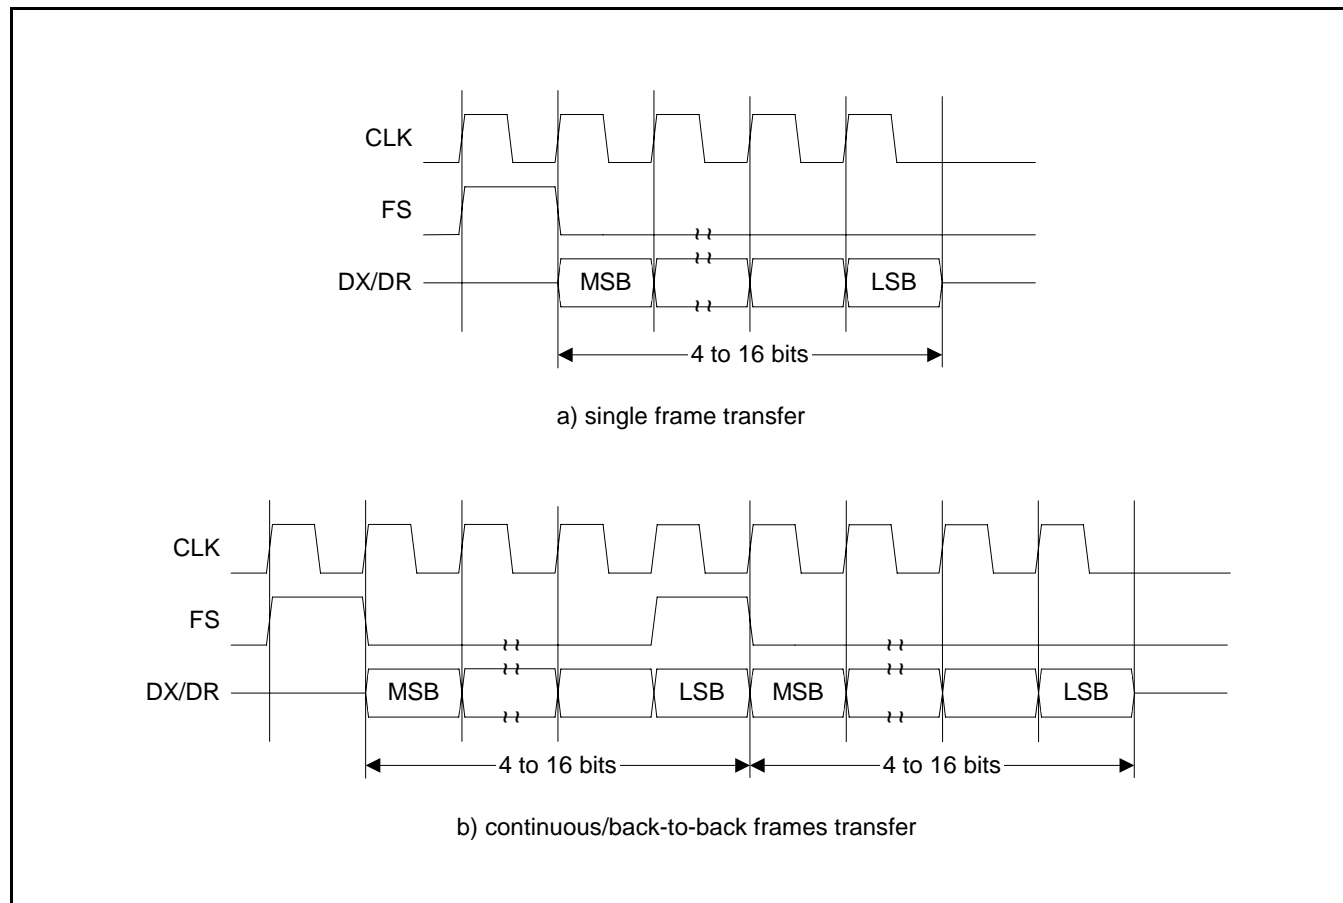 CLK
FS
DX/DR
MSB LSB
4 to 16 bits
a) single frame transfer
CLK
FS
DX/DR
MSB LSB MSB LSB
4 to 16 bits 4 to 16 bits
b) continuous/back-to-back frames transfer